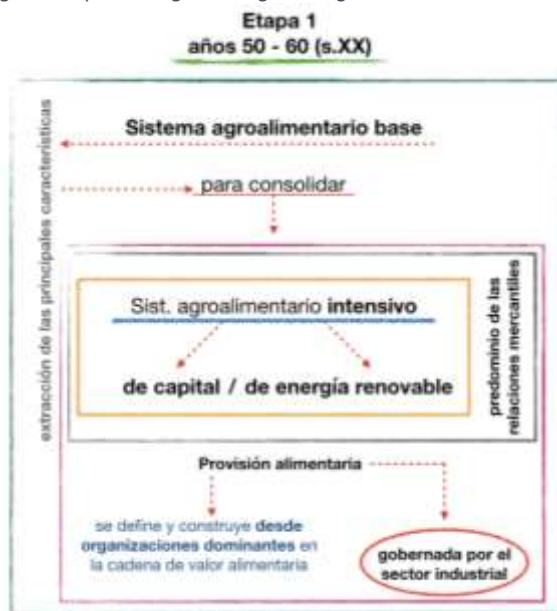 Etapa 1
años 50 - 60 (s.XX)
extracción de las principales características
Sistema agroalimentario base
para consolidar
Sist. agroalimentario intensivo
de capital / de energía renovable
predominio de las
relaciones mercantiles
Provisión alimentaria
se define y construye desde
organizaciones dominantes en
la cadena de valor alimentaria
gobernada por el
sector industrial